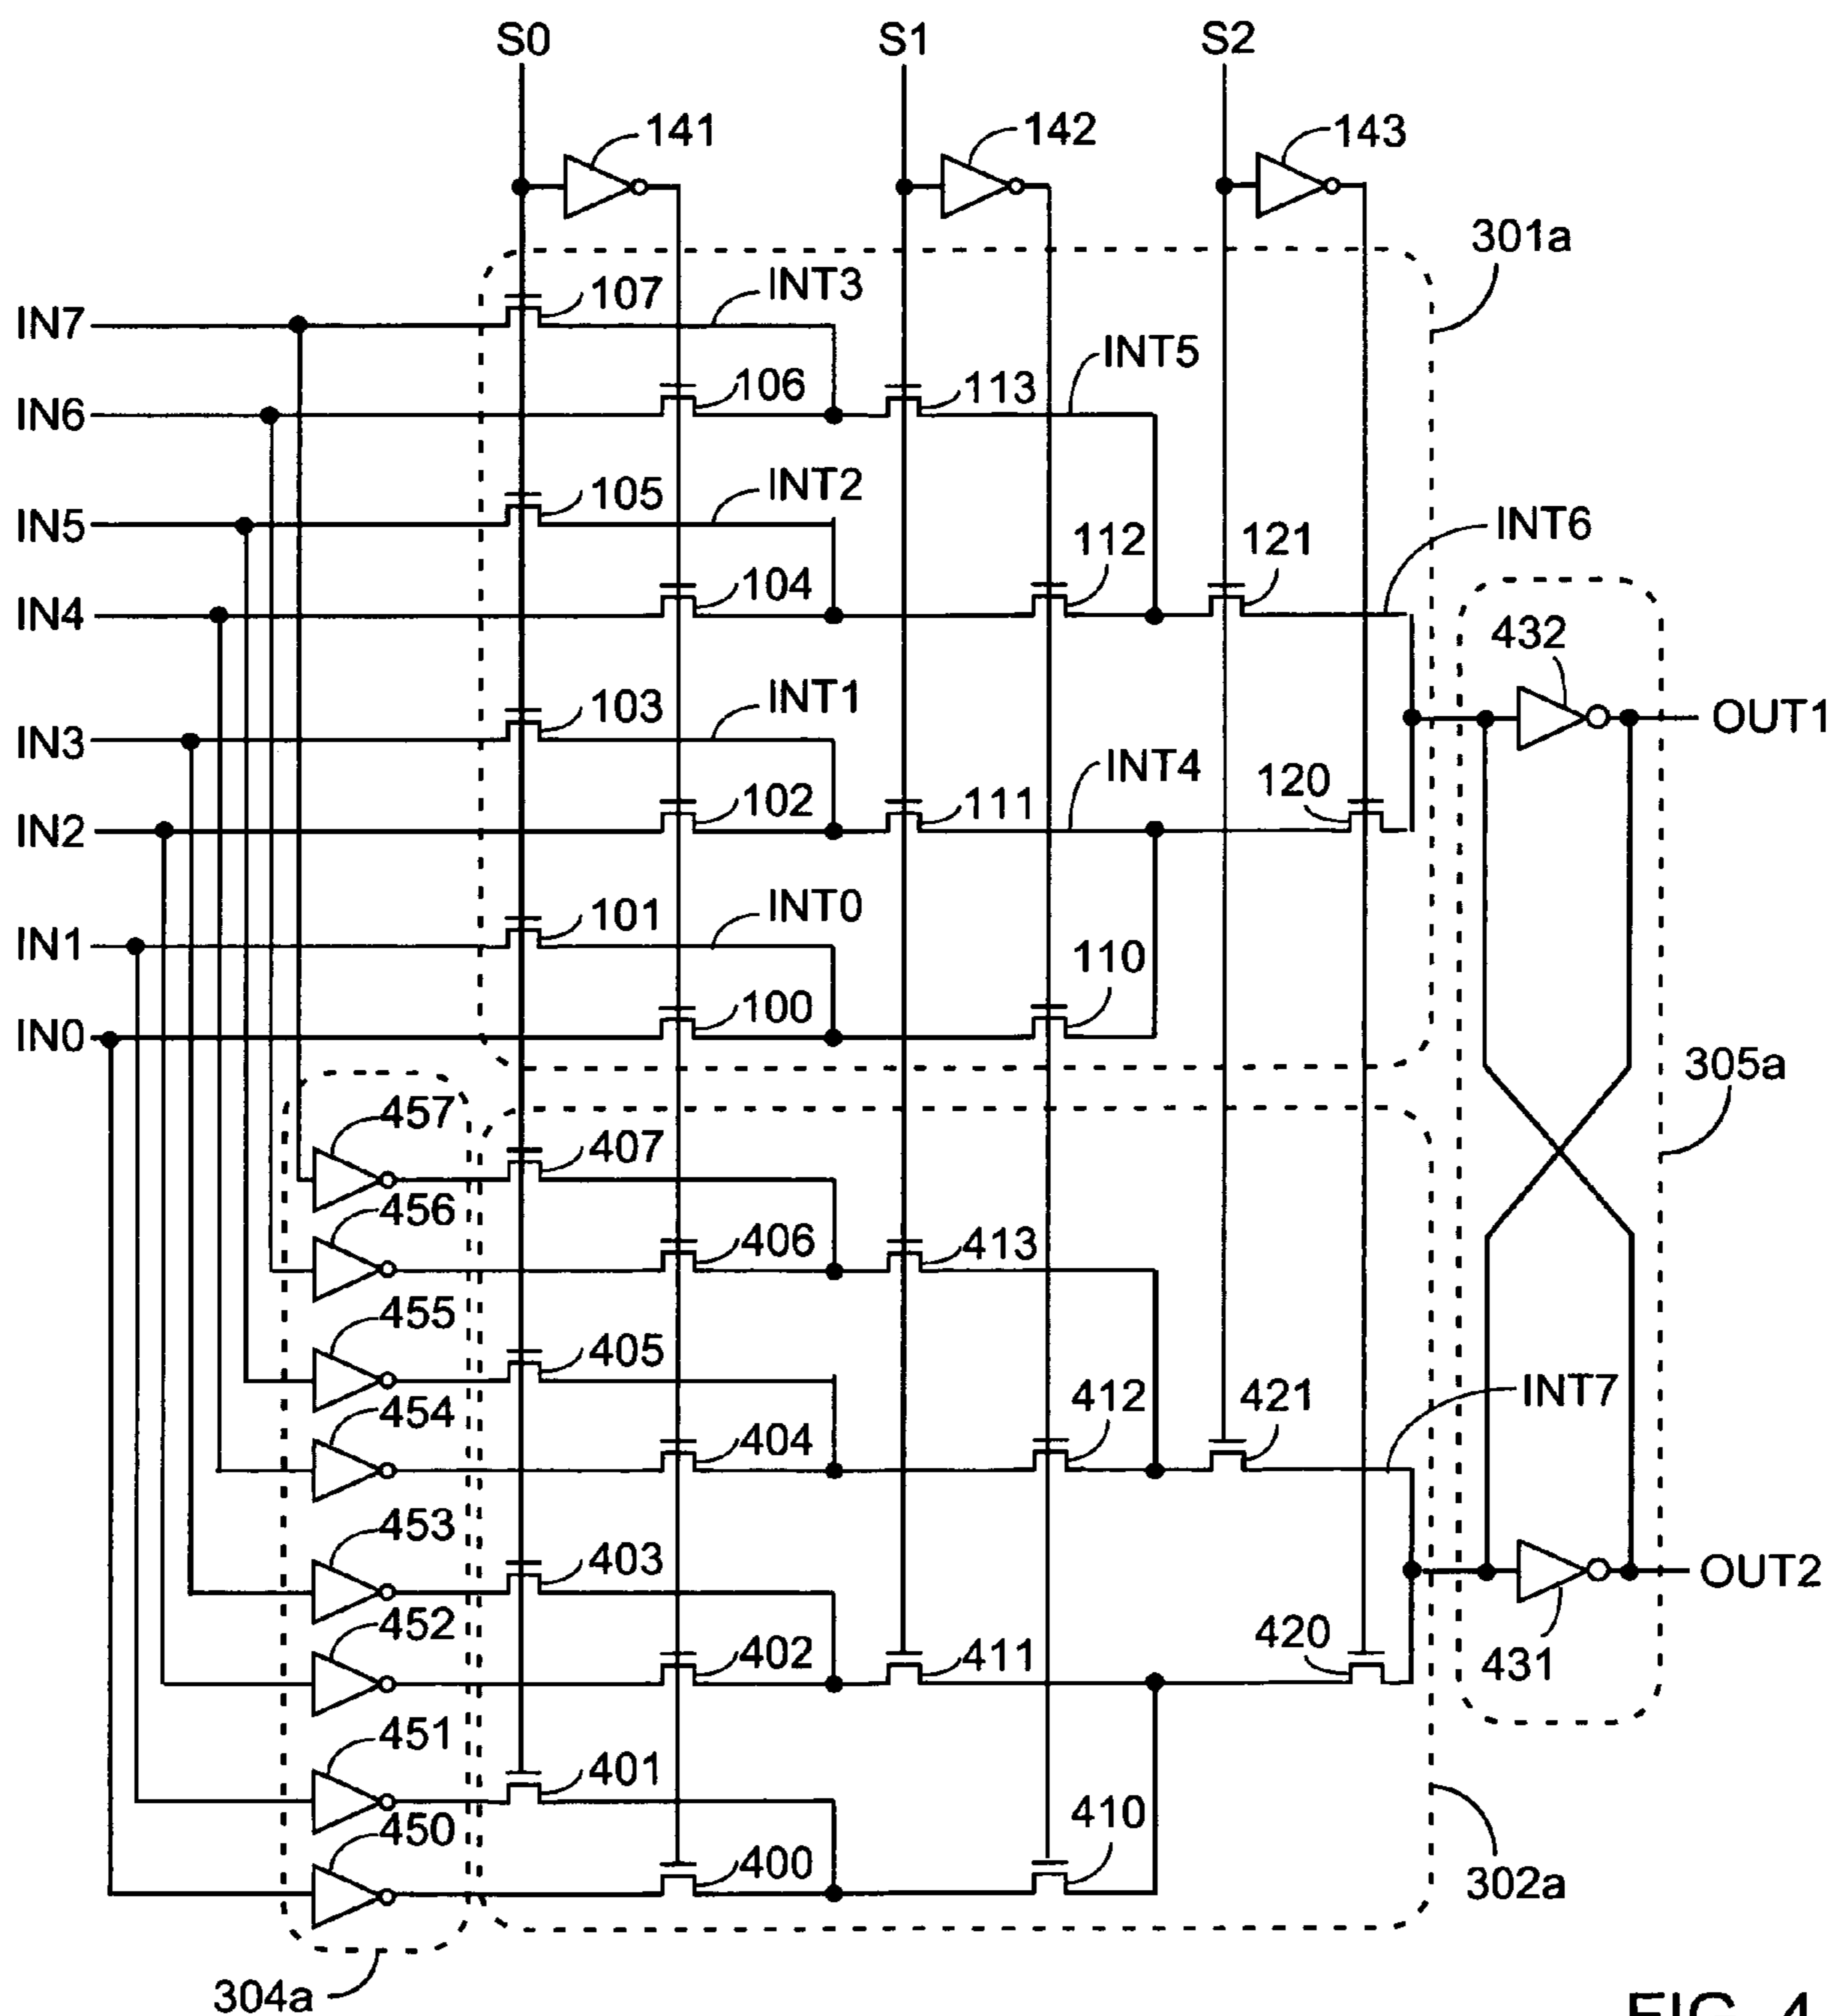 S0 S1 S2
141 142 143
301a
107 INT3
IN7
INT5
106 113
IN6
105 INT2
IN5 INT6
112 121
104
IN4
432
103 INT1
OUT1
IN3
INT4
102 111 120
IN2
101 INT0
IN1
110
100
IN0
305a
457
407
456
406 413
455
405
INT7
454
404 412 421
453
403
OUT2
452
402 411 420
431
451
401
410
450
400
302a
304a
FIG. 4